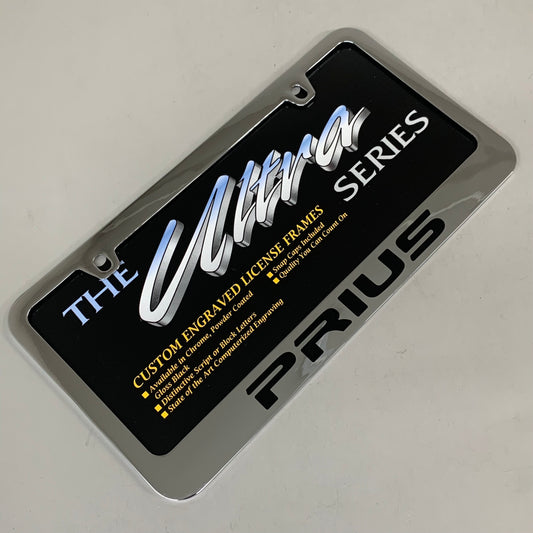 THE Ultra SERIES
CUSTOM ENGRAVED LICENSE FRAMES
■ Available in Chrome, Powder Coated
Gloss Black
■ Distinctive Script or Block Letters
■ State of the Art Computerized Engraving
■ Snap Caps Included
■ Quality You Can Count On
PRIUS